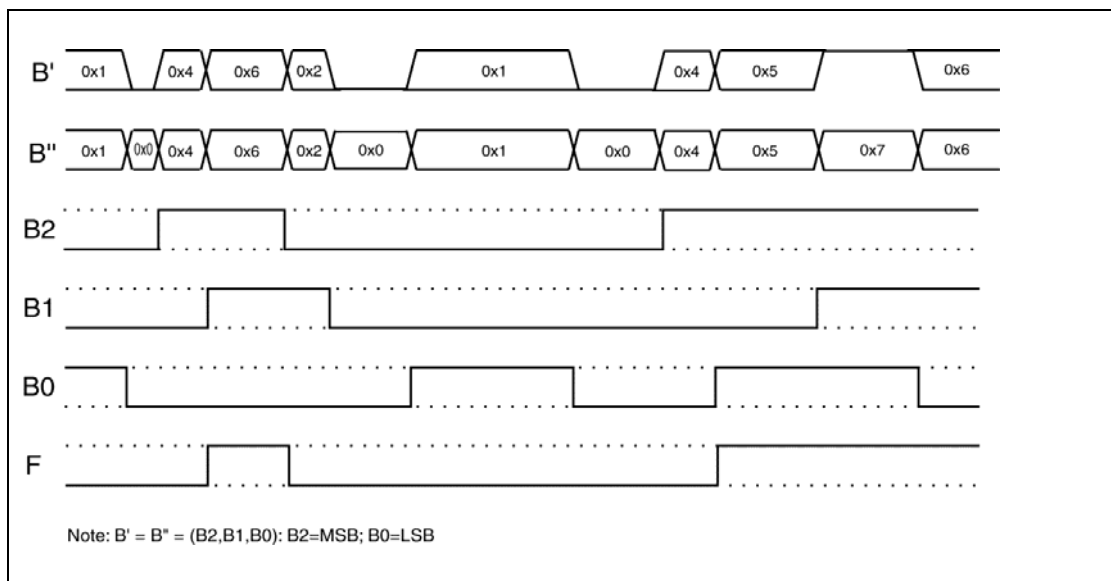 B' 0x1 0x4 0x6 0x2 0x1 0x4 0x5 0x6
B" 0x1 0x0 0x4 0x6 0x2 0x0 0x1 0x0 0x4 0x5 0x7 0x6
B2
B1
B0
F
Note: B' = B" = (B2,B1,B0): B2=MSB; B0=LSB